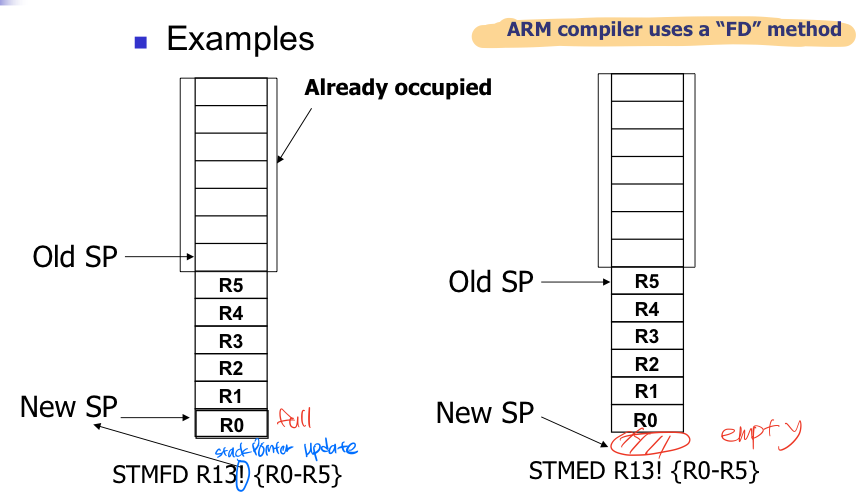 Examples
ARM compiler uses a “FD” method
Already occupied
Old SP
R5
R4
R3
R2
R1
R0
New SP
full
stack Pointer update
STMFD R13! {R0-R5}
Old SP
R5
R4
R3
R2
R1
R0
New SP
empty
STMED R13! {R0-R5}